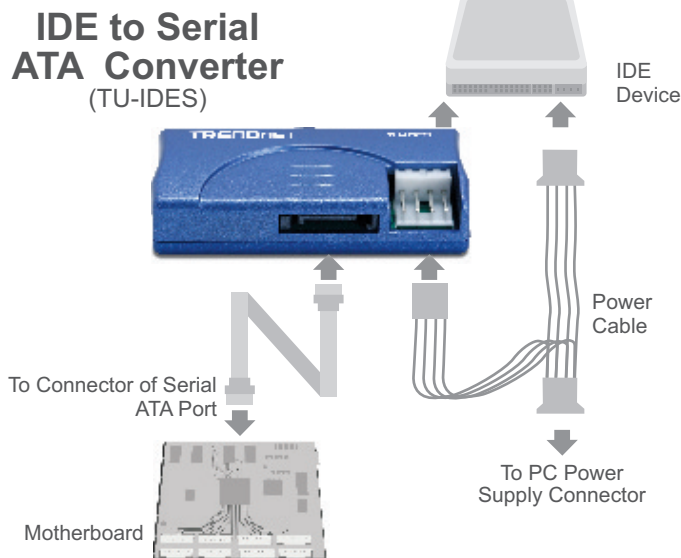 IDE to Serial
ATA Converter
(TU-IDES)
IDE
Device
TRENDnet
Power
Cable
To Connector of Serial
ATA Port
To PC Power
Supply Connector
Motherboard